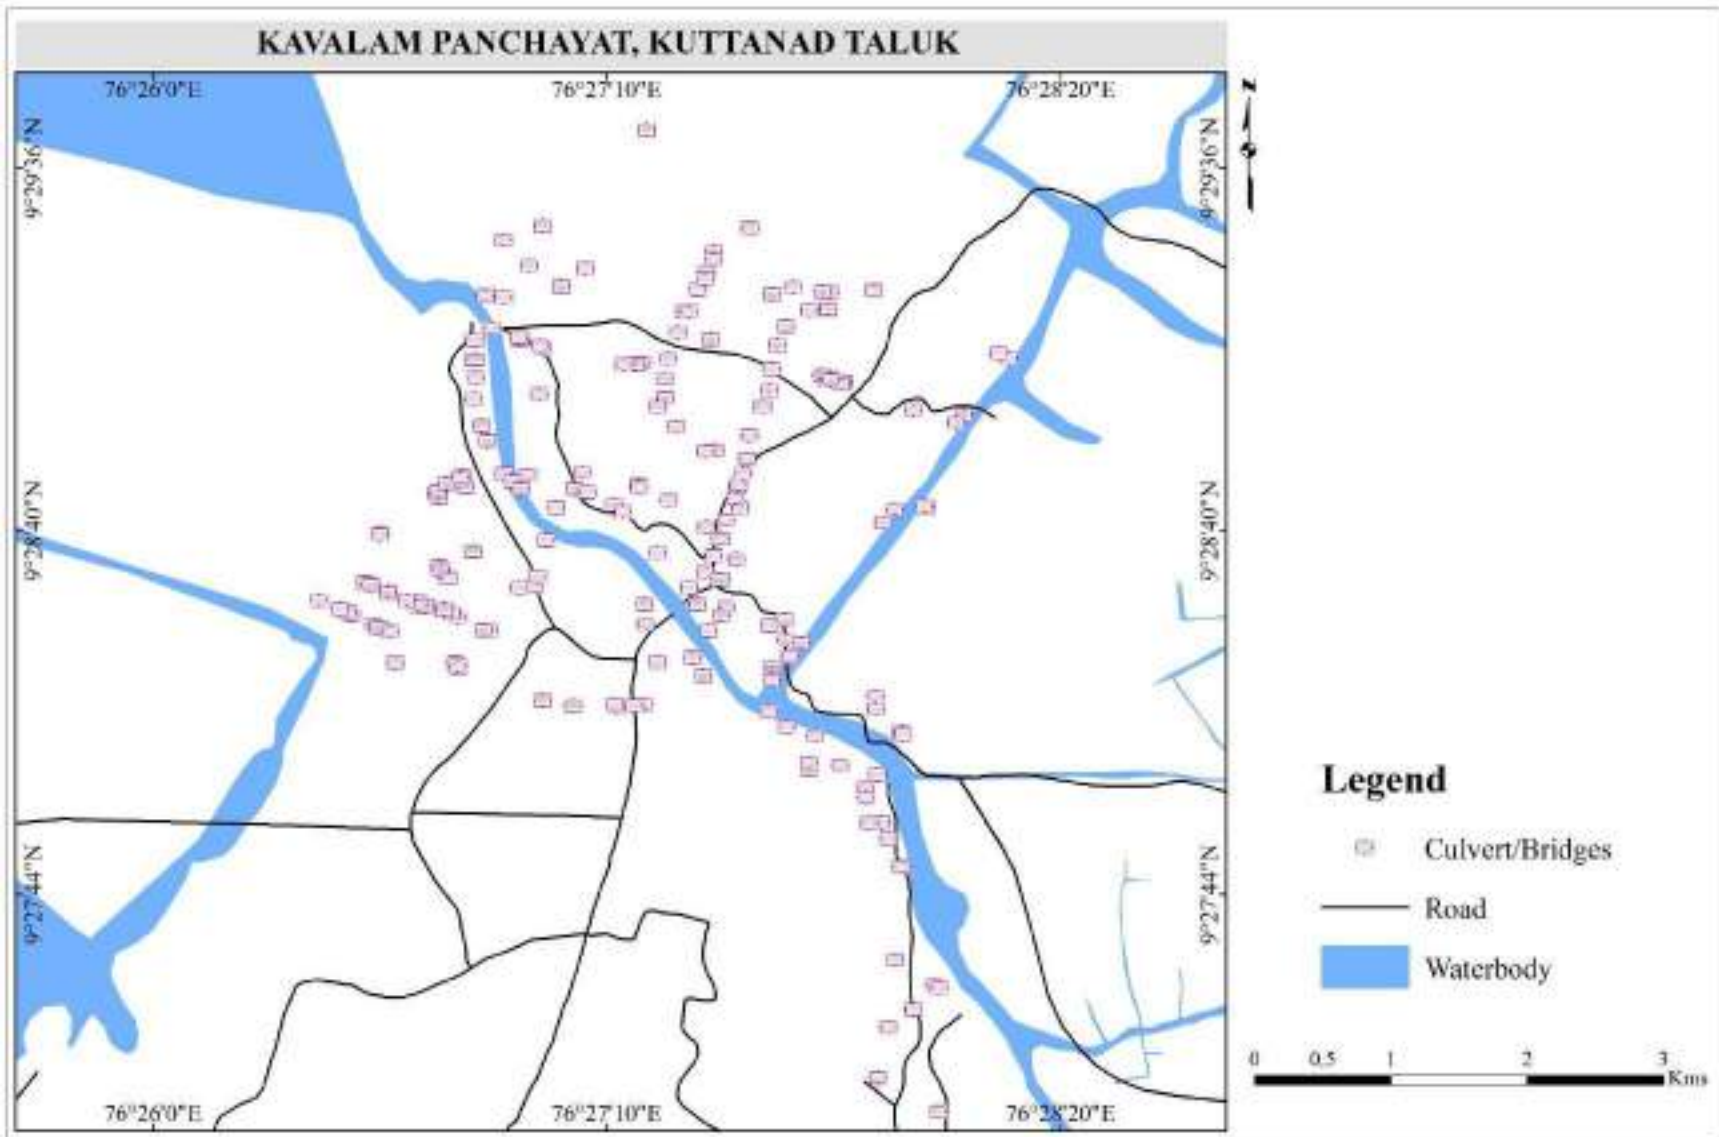 KAVALAM PANCHAYAT, KUTTANAD TALUK
76°26'0"E 76°27'10"E 76°28'20"E
9°29'36"N 9°29'36"N
N
9°28'40"N 9°28'40"N
9°27'44"N 9°27'44"N
76°26'0"E 76°27'10"E 76°28'20"E
Legend
Culvert/Bridges
Road
Waterbody
0 0.5 1 2 3
Kms